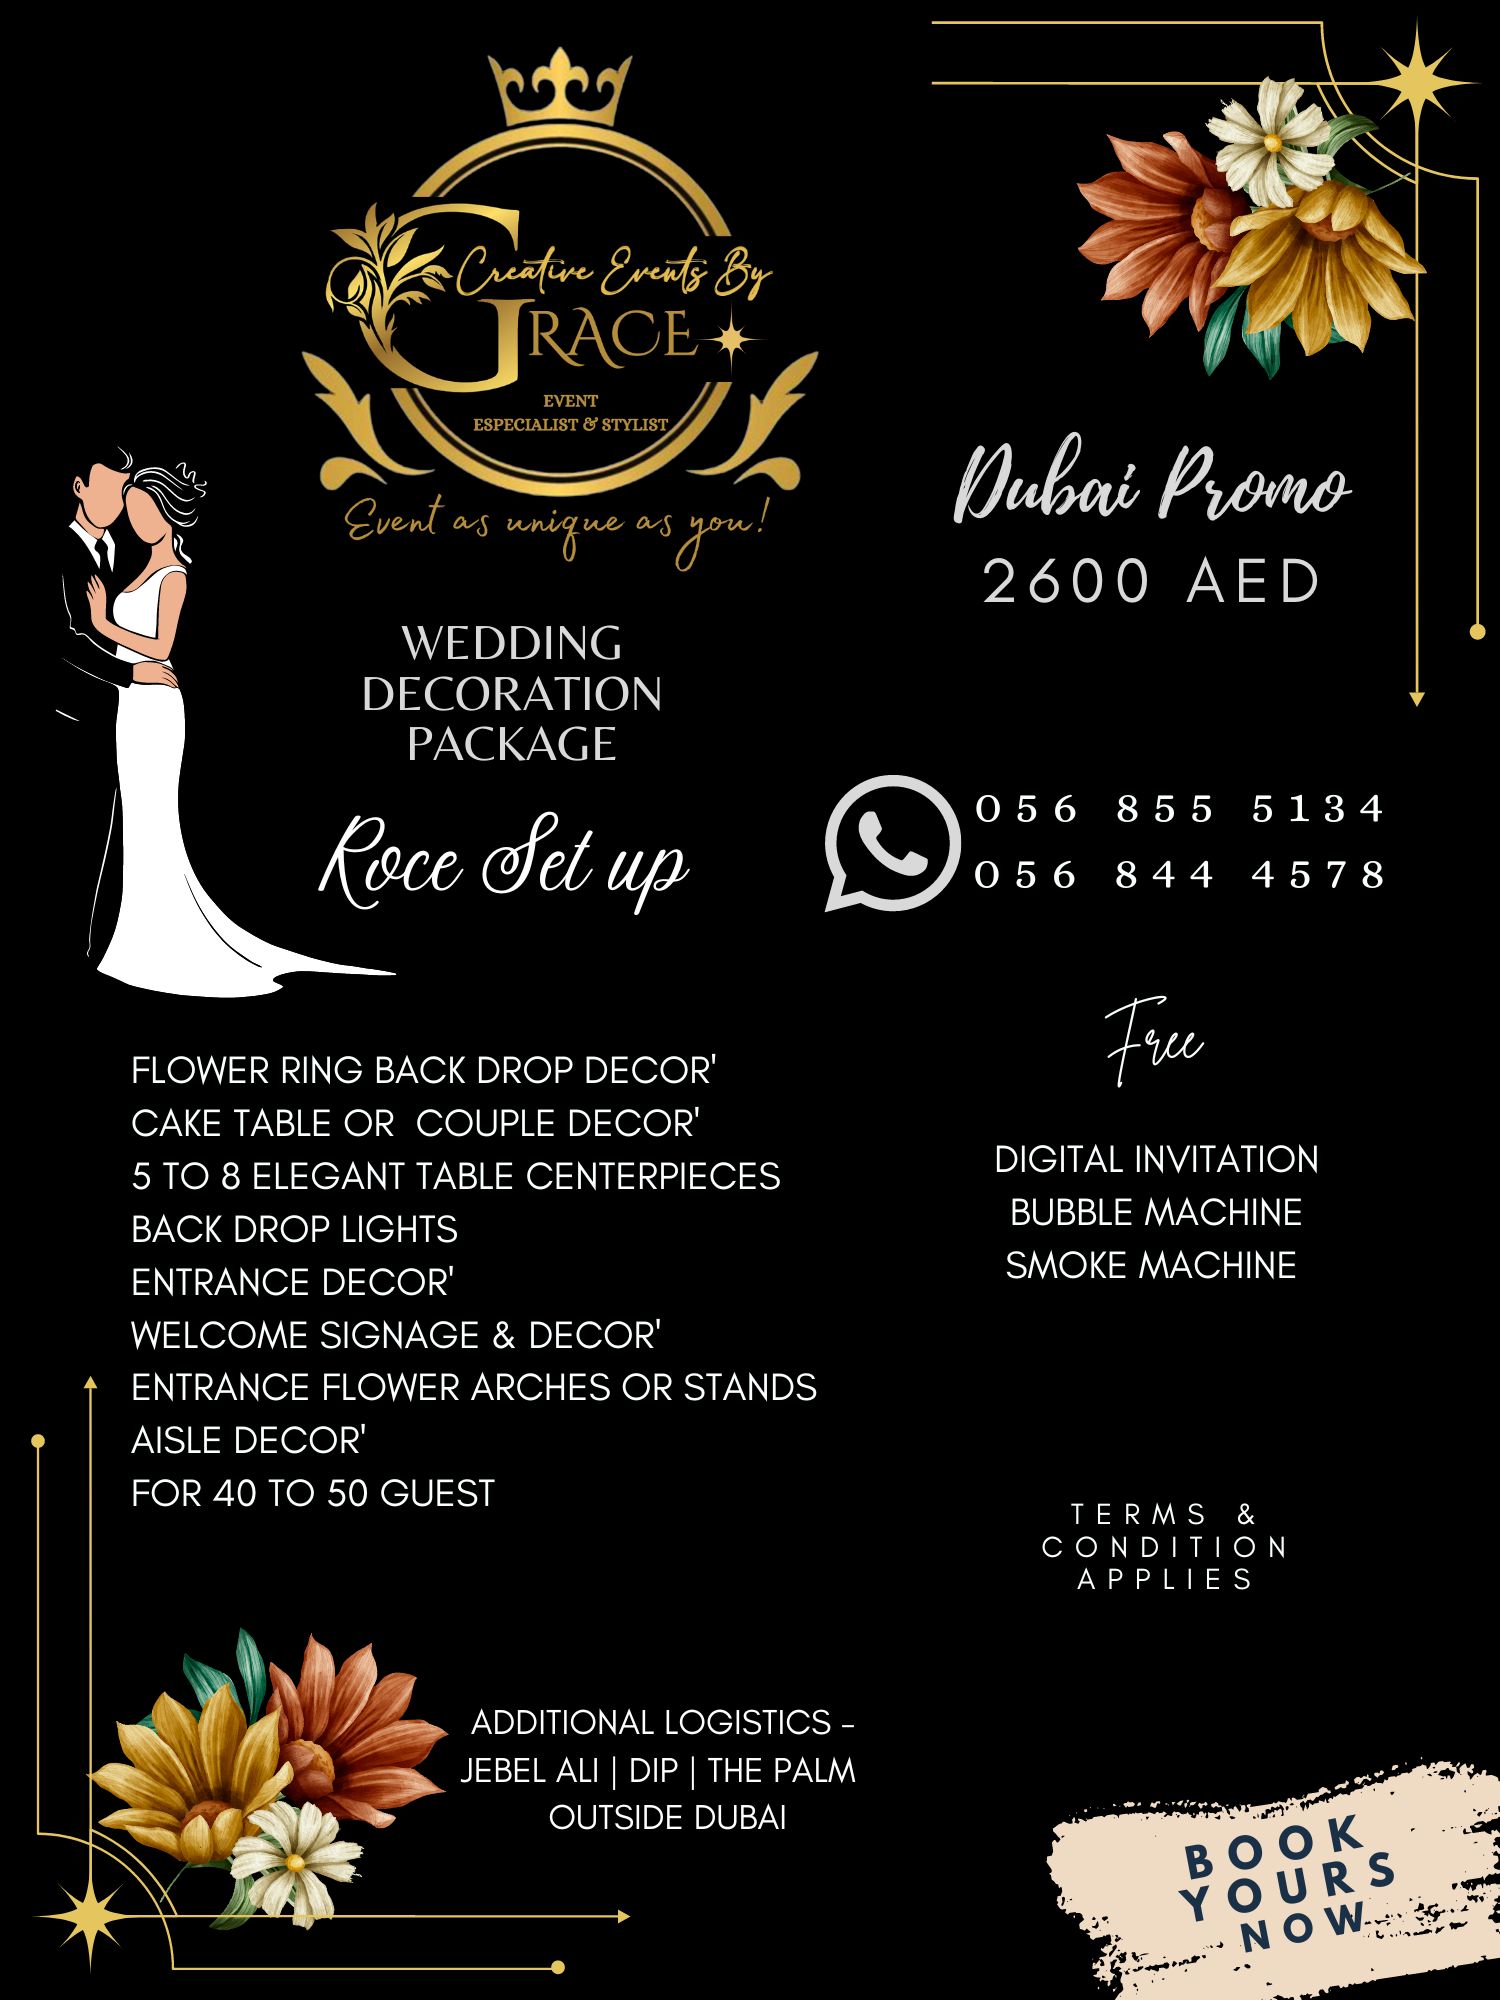 Creative Events By
GRACE
EVENT
ESPECIALIST & STYLIST
Event as unique as you!
Dubai Promo
2600 AED
WEDDING
DECORATION
PACKAGE
Roce Set up
056 855 5134
056 844 4578
FLOWER RING BACK DROP DECOR'
CAKE TABLE OR  COUPLE DECOR'
5 TO 8 ELEGANT TABLE CENTERPIECES
BACK DROP LIGHTS
ENTRANCE DECOR'
WELCOME SIGNAGE & DECOR'
ENTRANCE FLOWER ARCHES OR STANDS
AISLE DECOR'
FOR 40 TO 50 GUEST
Free
DIGITAL INVITATION
BUBBLE MACHINE
SMOKE MACHINE
TERMS &
CONDITION
APPLIES
ADDITIONAL LOGISTICS -
JEBEL ALI | DIP | THE PALM
OUTSIDE DUBAI
BOOK
YOURS
NOW